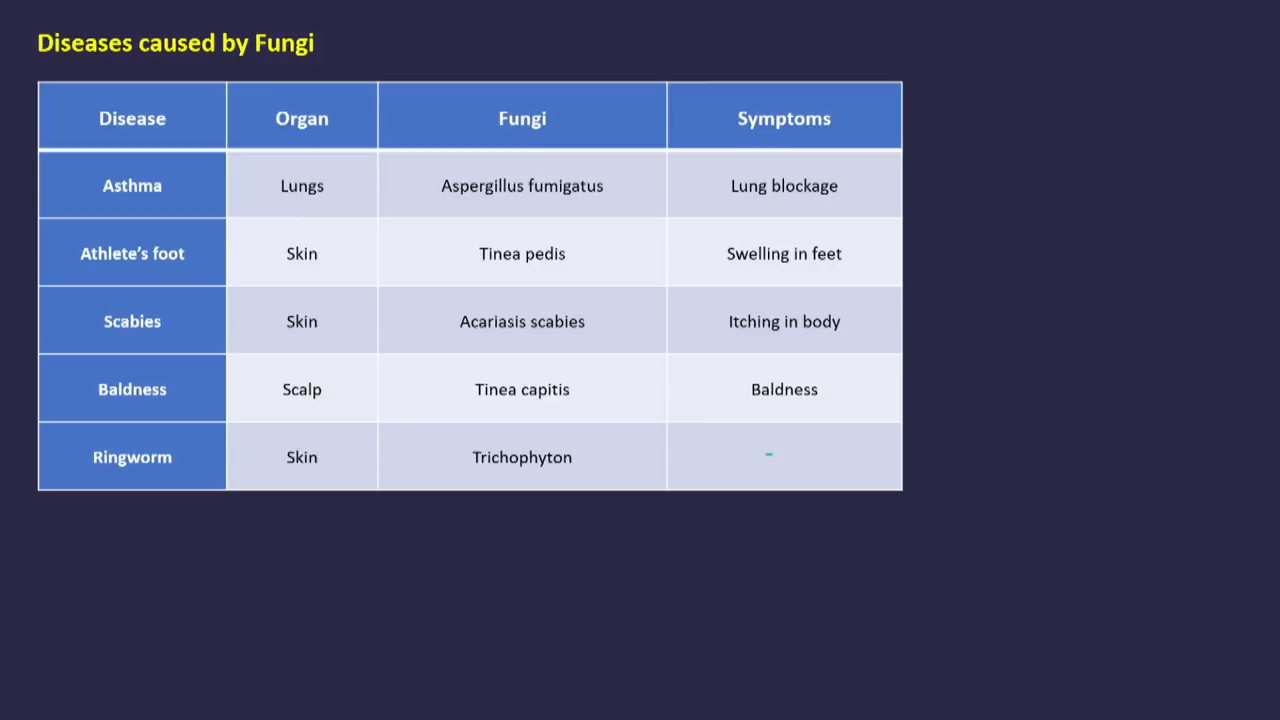 Diseases caused by Fungi
Disease Organ Fungi Symptoms
Asthma Lungs Aspergillus fumigatus Lung blockage
Athlete’s foot Skin Tinea pedis Swelling in feet
Scabies Skin Acariasis scabies Itching in body
Baldness Scalp Tinea capitis Baldness
Ringworm Skin Trichophyton -